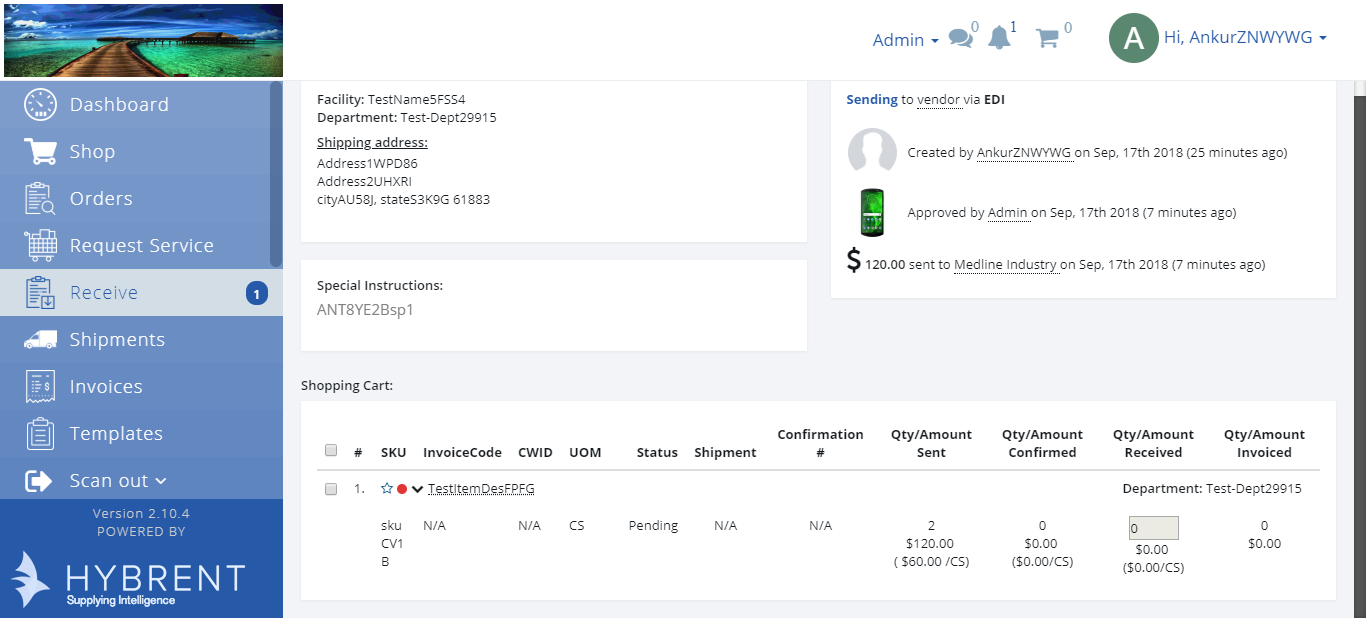 Admin
0
1
0
A
Hi, AnkurZNWYWG
Dashboard
Shop
Orders
Request Service
Receive
1
Shipments
Invoices
Templates
Scan out
Version 2.10.4
POWERED BY
HYBRENT
Supplying Intelligence
Facility: TestName5FSS4
Department: Test-Dept29915
Shipping address:
Address1WPD86
Address2UHXRI
cityAU58J, stateS3K9G 61883
Special Instructions:
ANT8YE2Bsp1
Sending to vendor via EDI
Created by AnkurZNWYWG on Sep, 17th 2018 (25 minutes ago)
Approved by Admin on Sep, 17th 2018 (7 minutes ago)
$ 120.00 sent to Medline Industry on Sep, 17th 2018 (7 minutes ago)
Shopping Cart:
Confirmation Qty/Amount Qty/Amount Qty/Amount Qty/Amount
# SKU InvoiceCode CWID UOM Status Shipment # Sent Confirmed Received Invoiced
1. TestItemDesFPFG Department: Test-Dept29915
sku N/A N/A CS Pending N/A N/A 2 0 0 0
CV1 $120.00 $0.00 $0.00 $0.00
B ( $60.00 /CS) ($0.00/CS) ($0.00/CS)